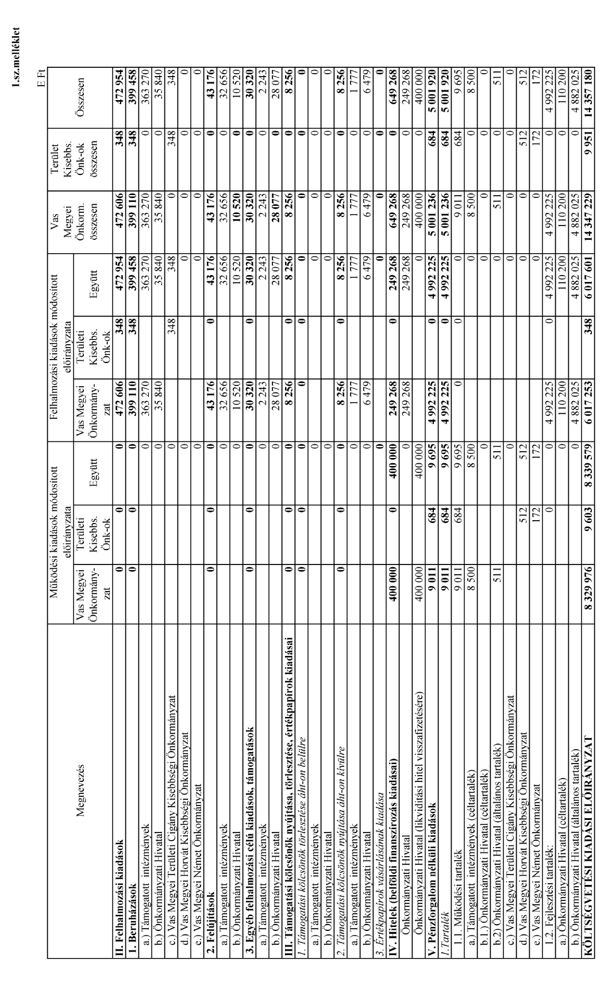 1.sz.melléklet
E Ft
Megnevezés | Működési kiadások módosított előirányzata | Felhalmozási kiadások módosított előirányzata | Vas Megyei Önkorm. összesen | Terület Kisebbs. Önk-ok összesen | Összesen
Vas Megyei Önkormány-zat | Területi Kisebbs. Önk-ok | Együtt | Vas Megyei Önkormány-zat | Területi Kisebbs. Önk-ok | Együtt
II. Felhalmozási kiadások 0 0 0 472 606 348 472 954 472 606 348 472 954
1. Beruházások 0 0 0 399 110 348 399 458 399 110 348 399 458
a.) Támogatott intézmények 0 363 270 363 270 363 270 0 363 270
b.) Önkormányzati Hivatal 0 35 840 35 840 35 840 0 35 840
c.) Vas Megyei Területi Cigány Kisebbségi Önkormányzat 0 348 348 0 348 348
d.) Vas Megyei Horvát Kisebbségi Önkormányzat 0 0 0 0 0
e.) Vas Megyei Német Önkormányzat 0 0 0 0 0
2. Felújítások 0 0 0 43 176 0 43 176 43 176 0 43 176
a.) Támogatott intézmények 0 32 656 32 656 32 656 0 32 656
b.) Önkormányzati Hivatal 0 10 520 10 520 10 520 0 10 520
3. Egyéb felhalmozási célú kiadások, támogatások 0 0 0 30 320 0 30 320 30 320 0 30 320
a.) Támogatott intézmények 0 2 243 2 243 2 243 0 2 243
b.) Önkormányzati Hivatal 0 28 077 28 077 28 077 0 28 077
III. Támogatási kölcsönök nyújtása, törlesztése, értékpapírok kiadásai 0 0 0 8 256 0 8 256 8 256 0 8 256
1. Támogatási kölcsönök törlesztése áht-on belülre 0 0 0 0 0 0 0 0 0
a.) Támogatott intézmények 0 0 0 0 0
b.) Önkormányzati Hivatal 0 0 0 0 0
2. Támogatási kölcsönök nyújtása áht-on kívülre 0 0 0 8 256 0 8 256 8 256 0 8 256
a.) Támogatott intézmények 0 1 777 1 777 1 777 0 1 777
b.) Önkormányzati Hivatal 0 6 479 6 479 6 479 0 6 479
3. Értékpapírok vásárlásának kiadása 0 0 0 0 0
IV. Hitelek (belföldi finanszírozás kiadásai) 400 000 0 400 000 249 268 0 249 268 649 268 0 649 268
Önkormányzati Hivatal 0 249 268 249 268 249 268 0 249 268
Önkormányzati Hivatal (likviditási hitel visszafizetésére) 400 000 400 000 0 400 000 0 400 000
V. Pénzforgalom nélküli kiadások 9 011 684 9 695 4 992 225 0 4 992 225 5 001 236 684 5 001 920
1.Tartalék 9 011 684 9 695 4 992 225 0 4 992 225 5 001 236 684 5 001 920
1.1. Működési tartalék 9 011 684 9 695 0 0 0 9 011 684 9 695
a.) Támogatott intézmények (céltartalék) 8 500 8 500 0 8 500 0 8 500
b.1.) Önkormányzati Hivatal (céltartalék) 0 0 0 0 0
b.2) Önkormányzati Hivatal (általános tartalék) 511 511 0 511 0 511
c.) Vas Megyei Területi Cigány Kisebbségi Önkormányzat 0 0 0 0 0
d.) Vas Megyei Horvát Kisebbségi Önkormányzat 512 512 0 0 512 512
e.) Vas Megyei Német Önkormányzat 172 172 0 0 172 172
1.2. Fejlesztési tartalék: 0 0 4 992 225 0 4 992 225 4 992 225 0 4 992 225
a.) Önkormányzati Hivatal (céltartalék) 0 110 200 110 200 110 200 0 110 200
b.) Önkormányzati Hivatal (általános tartalék) 0 4 882 025 4 882 025 4 882 025 0 4 882 025
KÖLTSÉGVETÉSI KIADÁSI ELŐIRÁNYZAT 8 329 976 9 603 8 339 579 6 017 253 348 6 017 601 14 347 229 9 951 14 357 180